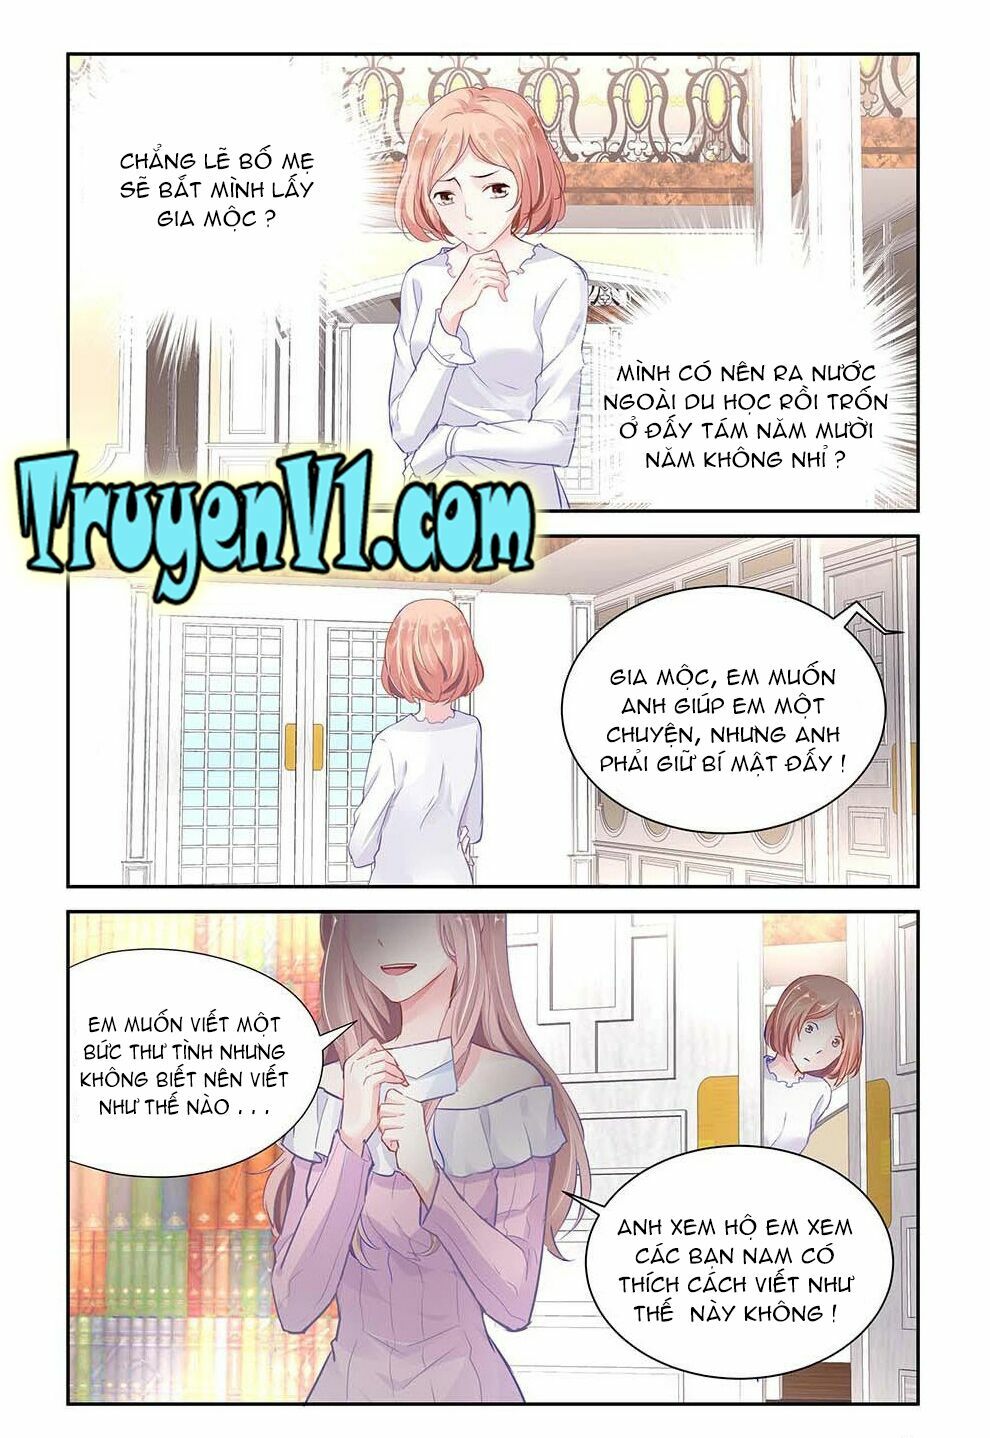 CHẲNG LẼ BỐ MẸ
SẼ BẮT MÌNH LẤY
GIA MỘC ?
MÌNH CÓ NÊN RA NƯỚC
NGOÀI DU HỌC RỒI TRỐN
Ở ĐẤY TÁM NĂM MƯỜI
NĂM KHÔNG NHỈ ?
TruyenV1.com
GIA MỘC, EM MUỐN
ANH GIÚP EM MỘT
CHUYỆN, NHƯNG ANH
PHẢI GIỮ BÍ MẬT ĐẤY !
EM MUỐN VIẾT MỘT
BỨC THƯ TÌNH NHƯNG
KHÔNG BIẾT NÊN VIẾT
NHƯ THẾ NÀO . . .
ANH XEM HỘ EM XEM
CÁC BẠN NAM CÓ
THÍCH CÁCH VIẾT NHƯ
THẾ NÀY KHÔNG !